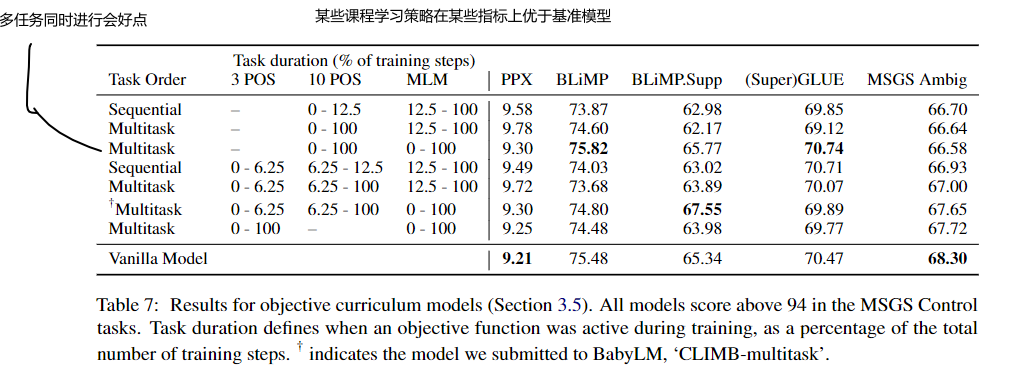 多任务同时进行会好点
某些课程学习策略在某些指标上优于基准模型
Task duration (% of training steps)
Task Order 3 POS 10 POS MLM PPX BLiMP BLiMP.Supp (Super)GLUE MSGS Ambig
Sequential – 0 - 12.5 12.5 - 100 9.58 73.87 62.98 69.85 66.70
Multitask – 0 - 100 12.5 - 100 9.78 74.60 62.17 69.12 66.64
Multitask – 0 - 100 0 - 100 9.30 75.82 65.77 70.74 66.58
Sequential 0 - 6.25 6.25 - 12.5 12.5 - 100 9.49 74.03 63.02 70.71 66.93
Multitask 0 - 6.25 6.25 - 100 12.5 - 100 9.72 73.68 63.89 70.07 67.00
†Multitask 0 - 6.25 6.25 - 100 0 - 100 9.30 74.80 67.55 69.89 67.65
Multitask 0 - 100 – 0 - 100 9.25 74.48 63.98 69.77 67.72
Vanilla Model 9.21 75.48 65.34 70.47 68.30
Table 7: Results for objective curriculum models (Section 3.5). All models score above 94 in the MSGS Control
tasks. Task duration defines when an objective function was active during training, as a percentage of the total
number of training steps. † indicates the model we submitted to BabyLM, ‘CLIMB-multitask’.